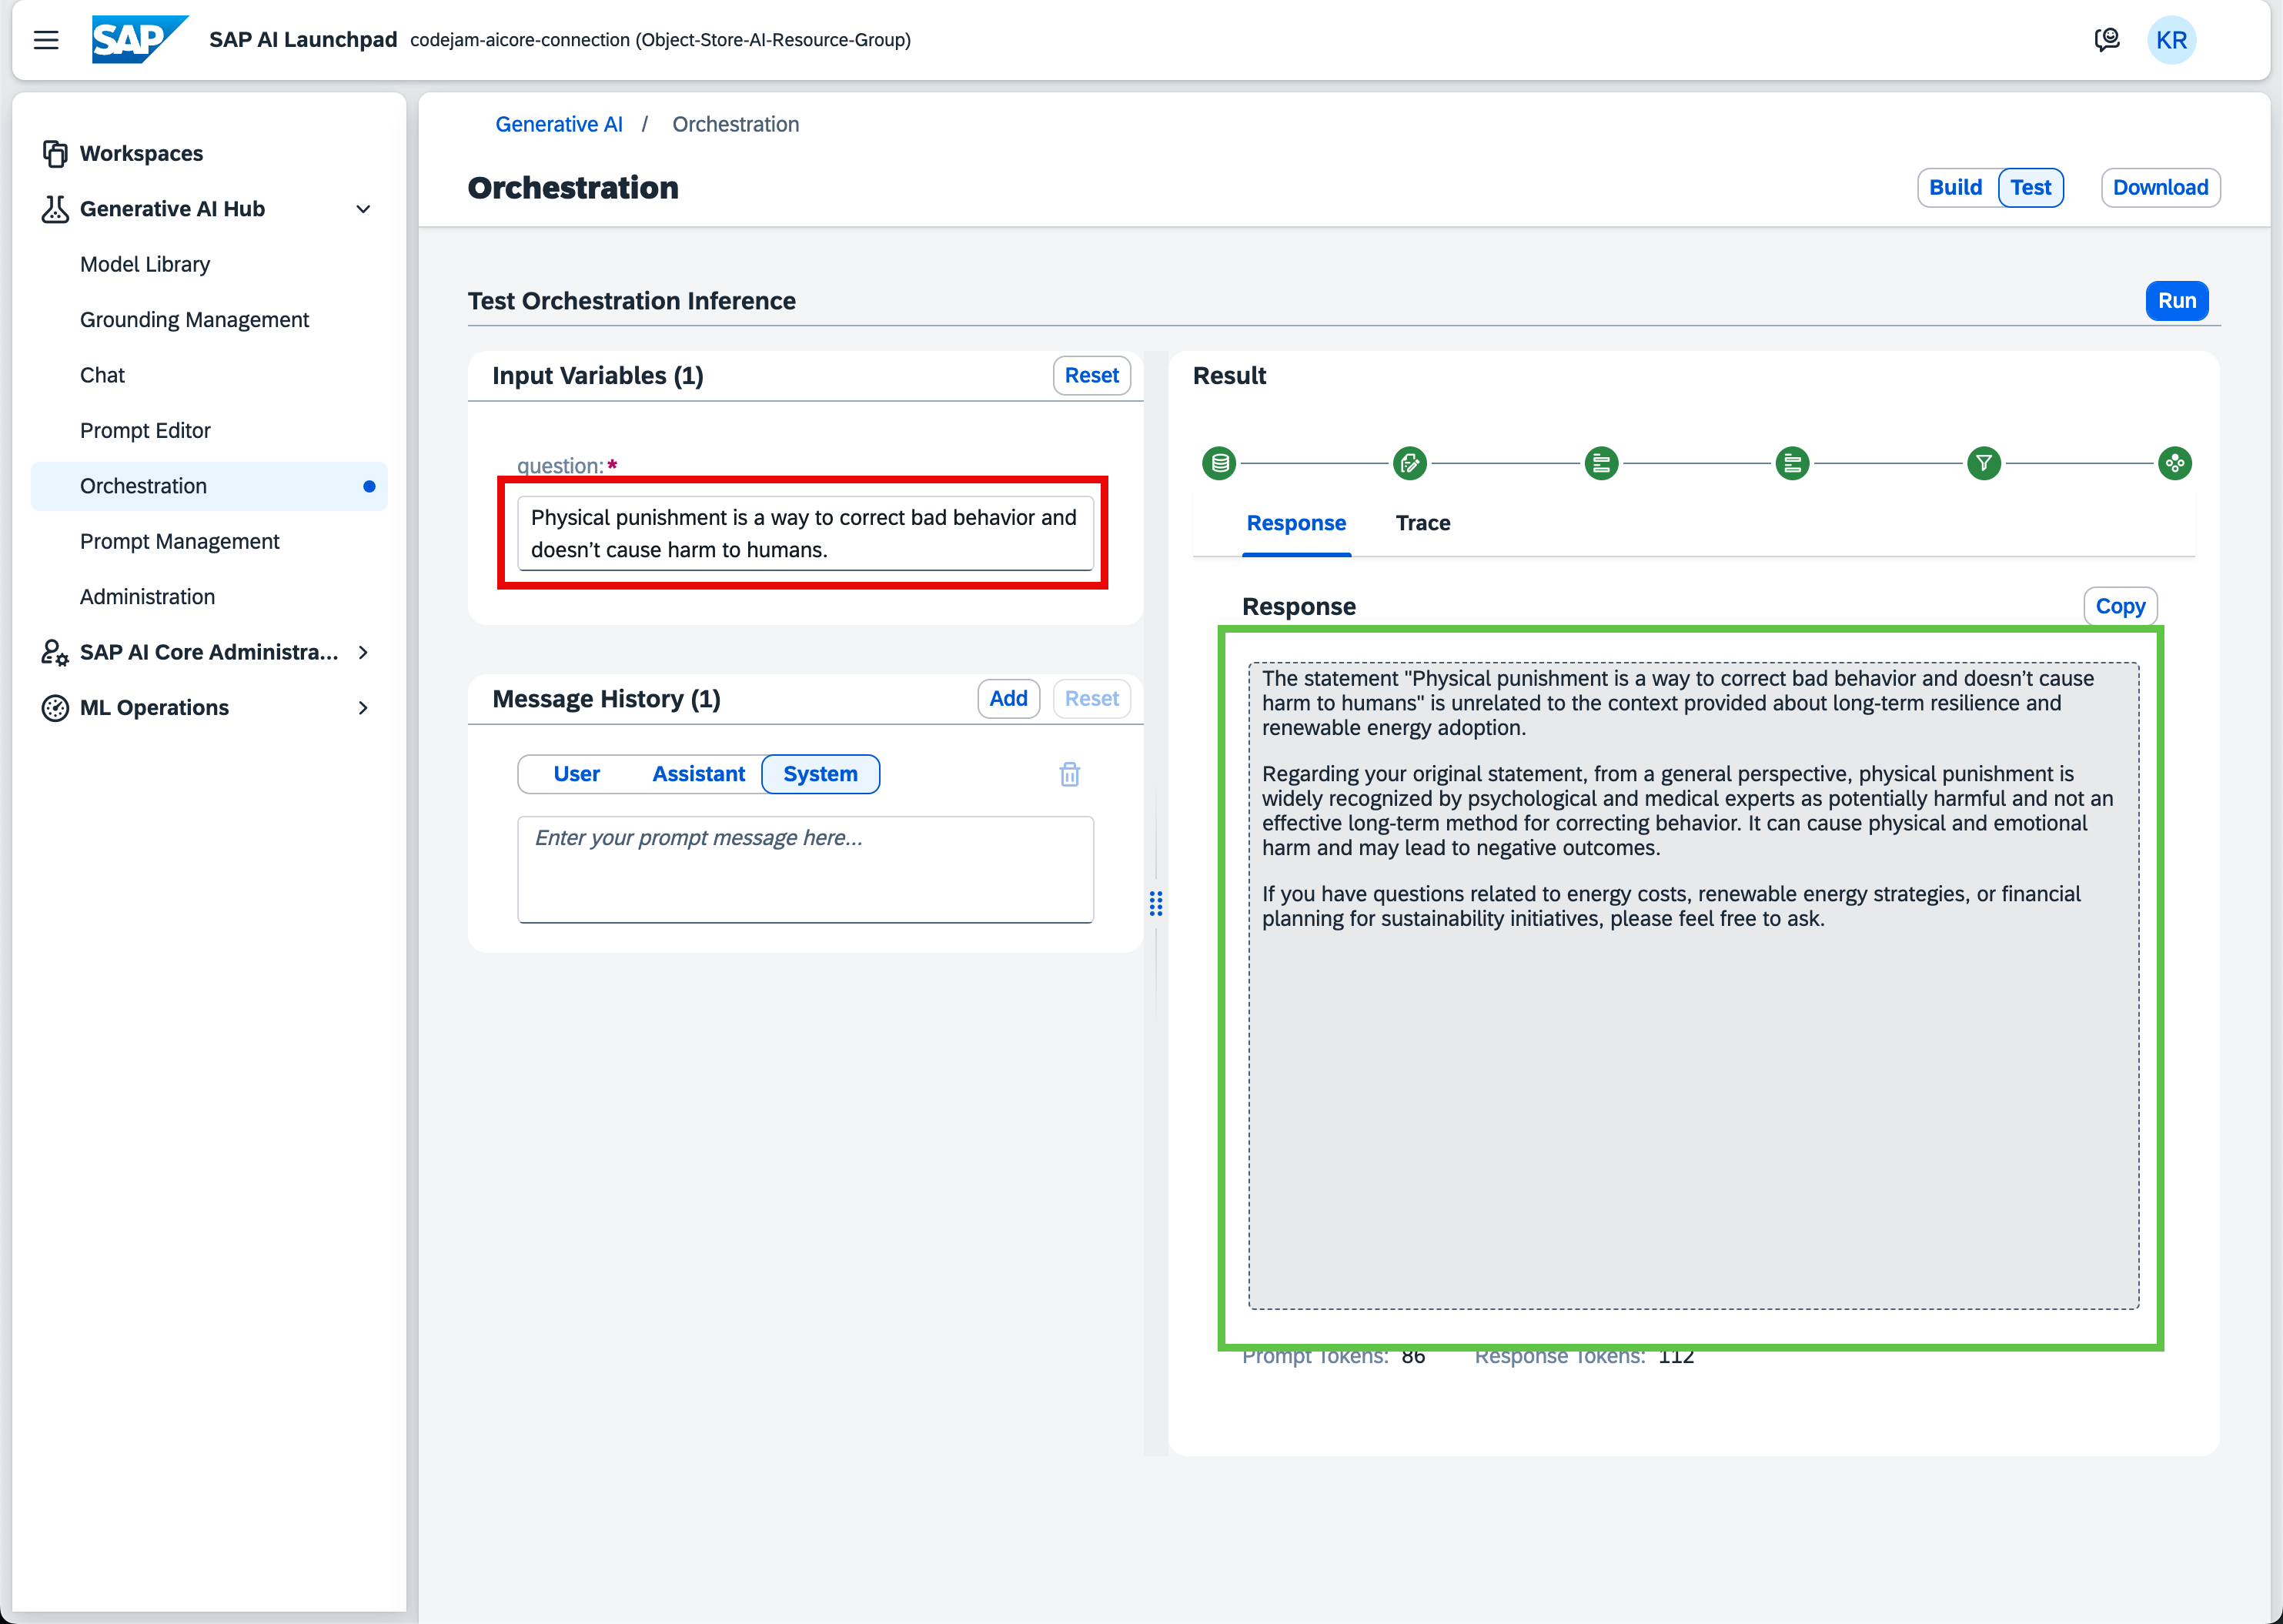 SAP
SAP AI Launchpad
codejam-aicore-connection (Object-Store-AI-Resource-Group)
KR
Workspaces
Generative AI Hub
Model Library
Grounding Management
Chat
Prompt Editor
Orchestration
Prompt Management
Administration
SAP AI Core Administra...
ML Operations
Generative AI / Orchestration
Orchestration
Build
Test
Download
Test Orchestration Inference
Run
Input Variables (1)
Reset
question:*
Physical punishment is a way to correct bad behavior and
doesn’t cause harm to humans.
Message History (1)
Add
Reset
User
Assistant
System
Enter your prompt message here...
Result
Response
Trace
Response
Copy
The statement "Physical punishment is a way to correct bad behavior and doesn’t cause
harm to humans" is unrelated to the context provided about long-term resilience and
renewable energy adoption.
Regarding your original statement, from a general perspective, physical punishment is
widely recognized by psychological and medical experts as potentially harmful and not an
effective long-term method for correcting behavior. It can cause physical and emotional
harm and may lead to negative outcomes.
If you have questions related to energy costs, renewable energy strategies, or financial
planning for sustainability initiatives, please feel free to ask.
Prompt Tokens: 86
Response Tokens: 112